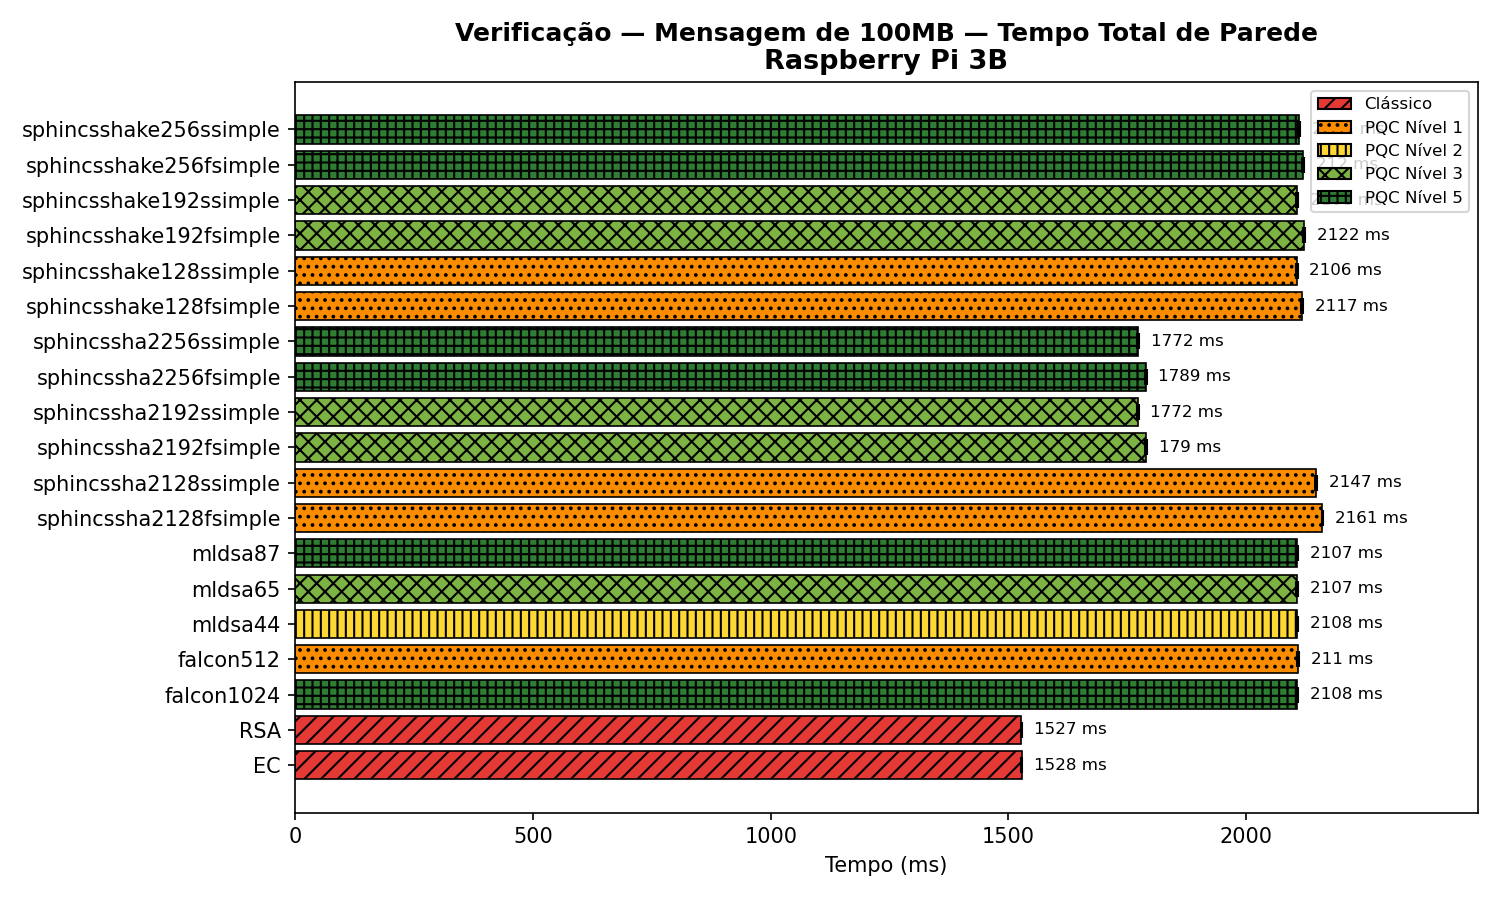 Verificação — Mensagem de 100MB — Tempo Total de Parede
Raspberry Pi 3B
Clássico
PQC Nível 1
PQC Nível 2
PQC Nível 3
PQC Nível 5
sphincsshake256ssimple
sphincsshake256fsimple 212 ms
sphincsshake192ssimple
sphincsshake192fsimple 2122 ms
sphincsshake128ssimple 2106 ms
sphincsshake128fsimple 2117 ms
sphincssha2256ssimple 1772 ms
sphincssha2256fsimple 1789 ms
sphincssha2192ssimple 1772 ms
sphincssha2192fsimple 179 ms
sphincssha2128ssimple 2147 ms
sphincssha2128fsimple 2161 ms
mldsa87 2107 ms
mldsa65 2107 ms
mldsa44 2108 ms
falcon512 211 ms
falcon1024 2108 ms
RSA 1527 ms
EC 1528 ms
0 500 1000 1500 2000
Tempo (ms)